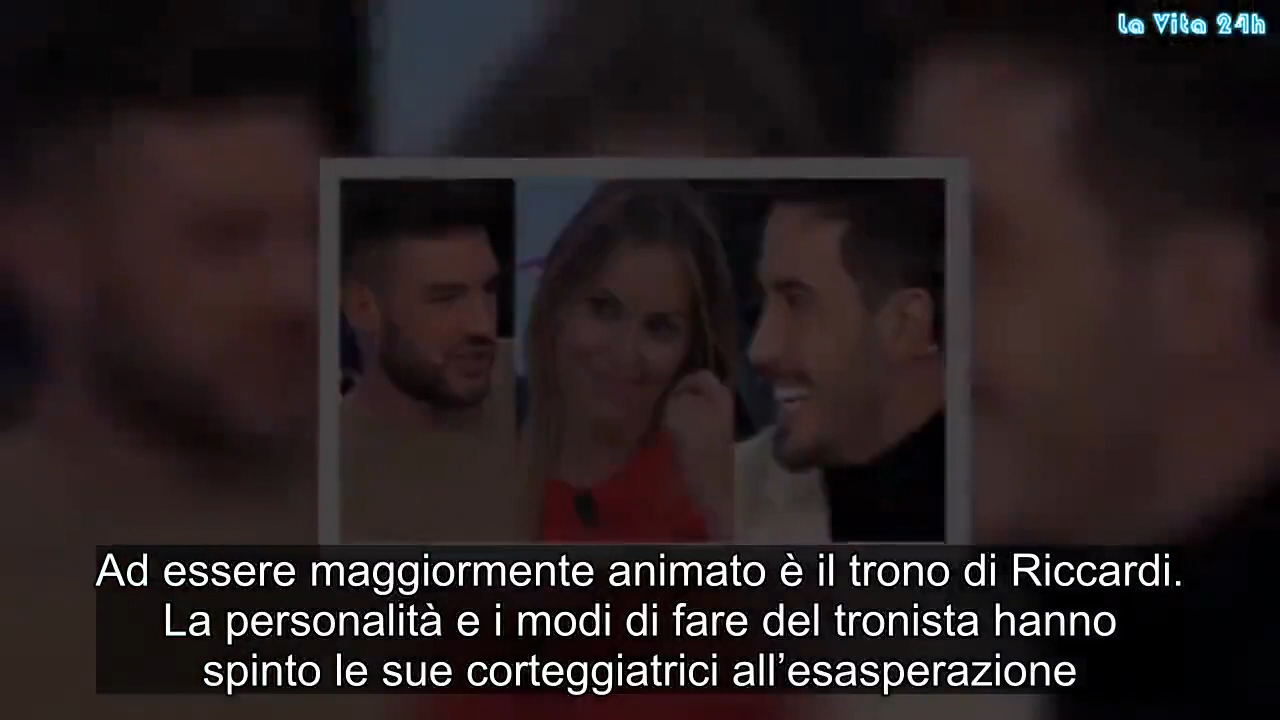 La Vita 24h
Ad essere maggiormente animato è il trono di Riccardi.
La personalità e i modi di fare del tronista hanno
spinto le sue corteggiatrici all’esasperazione